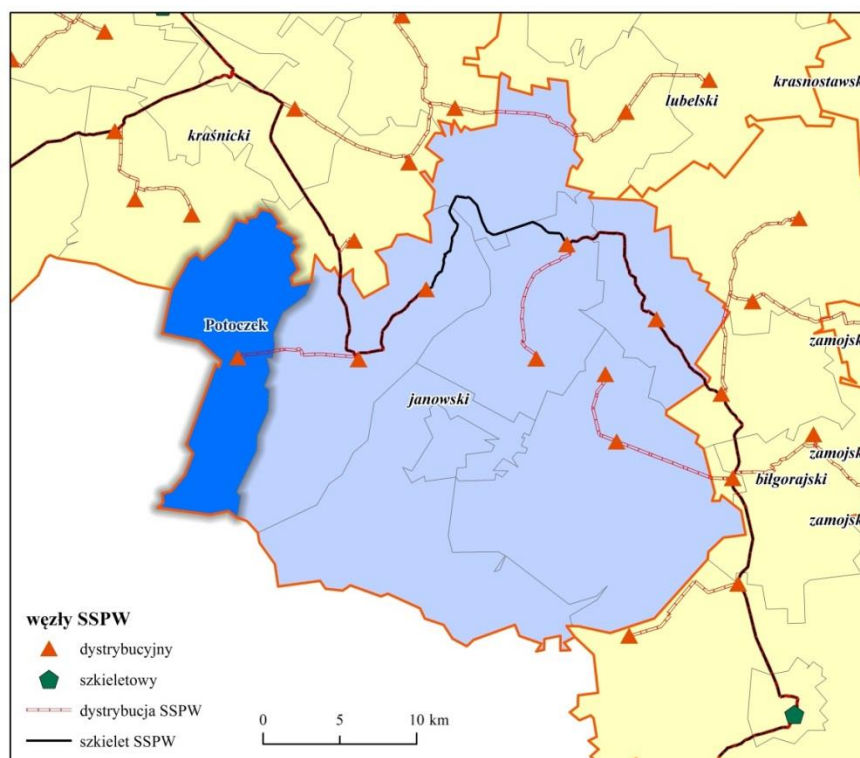 krasnostawsk
lubelski
kraśnicki
Potoczek
zamojsk
janowski
zamojsk
biłgorajski
zamojsk
węzły SSPW
dystrybucyjny
szkieletowy
dystrybucja SSPW
szkielet SSPW
0 5 10 km